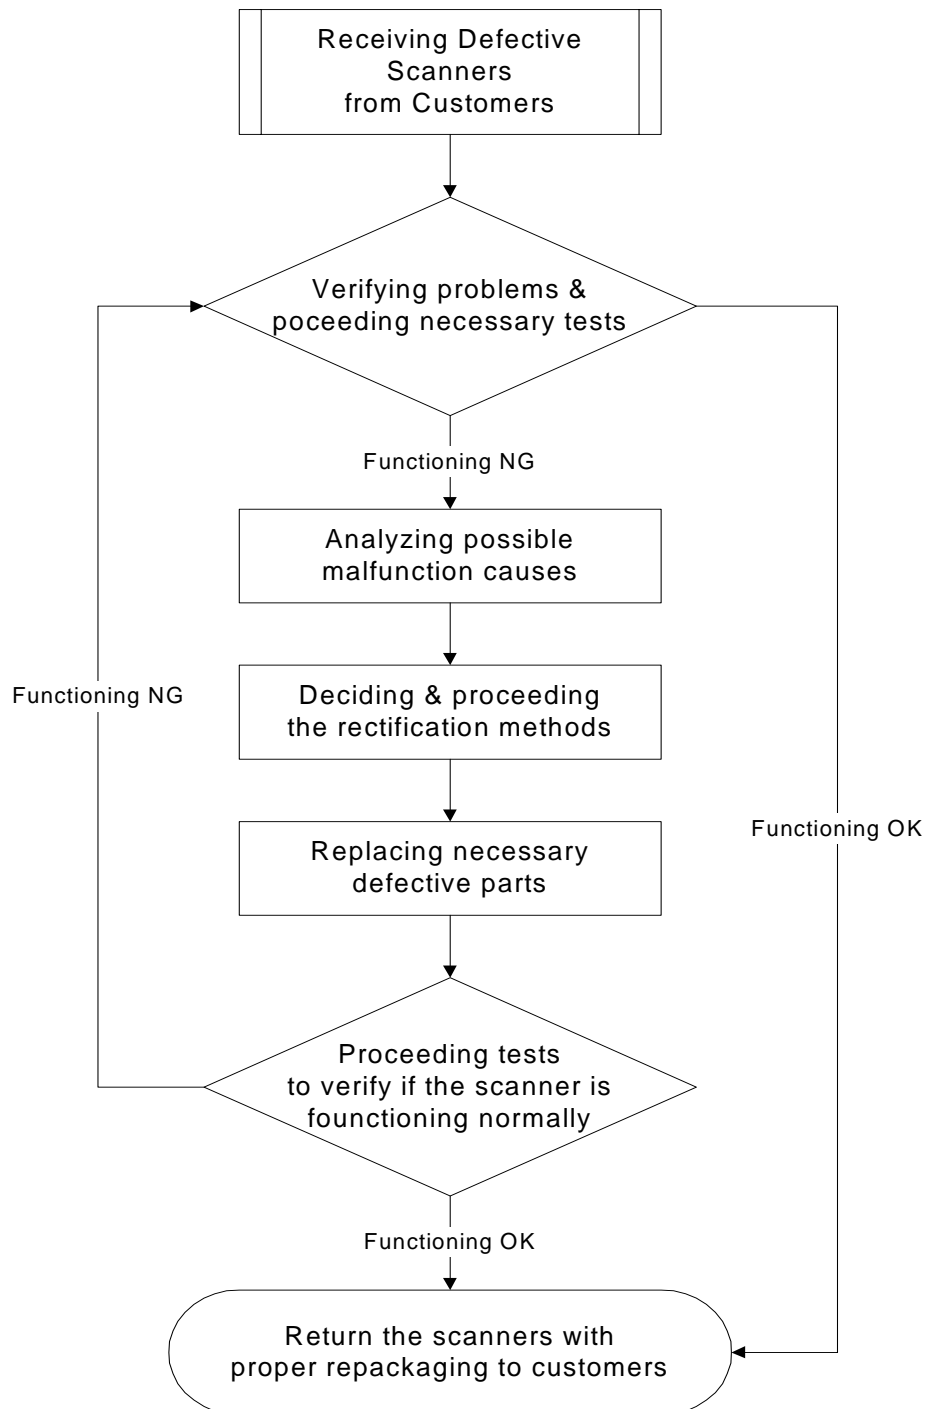 Receiving Defective
Scanners
from Customers
Verifying problems &
poceeding necessary tests
Functioning NG
Analyzing possible
malfunction causes
Deciding & proceeding
the rectification methods
Functioning NG
Replacing necessary
defective parts
Functioning OK
Proceeding tests
to verify if the scanner is
founctioning normally
Functioning OK
Return the scanners with
proper repackaging to customers